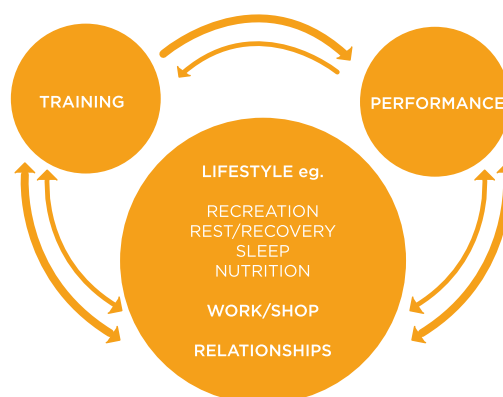 TRAINING
PERFORMANCE
LIFESTYLE eg.
RECREATION
REST/RECOVERY
SLEEP
NUTRITION
WORK/SHOP
RELATIONSHIPS